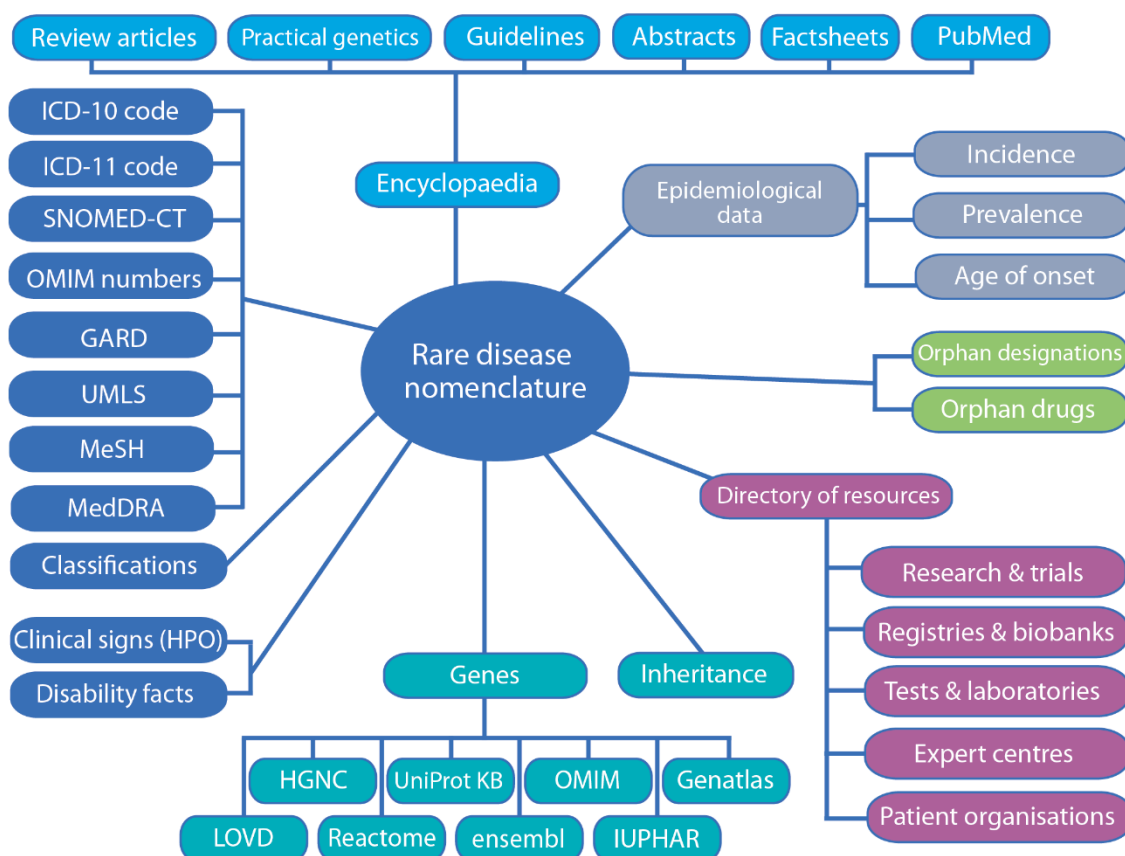 Review articles
Practical genetics
Guidelines
Abstracts
Factsheets
PubMed
ICD-10 code
ICD-11 code
SNOMED-CT
OMIM numbers
GARD
UMLS
MeSH
MedDRA
Classifications
Clinical signs (HPO)
Disability facts
Encyclopaedia
Rare disease
nomenclature
Epidemiological
data
Incidence
Prevalence
Age of onset
Orphan designations
Orphan drugs
Directory of resources
Research & trials
Registries & biobanks
Tests & laboratories
Expert centres
Patient organisations
Genes
Inheritance
HGNC
UniProt KB
OMIM
Genatlas
LOVD
Reactome
ensembl
IUPHAR